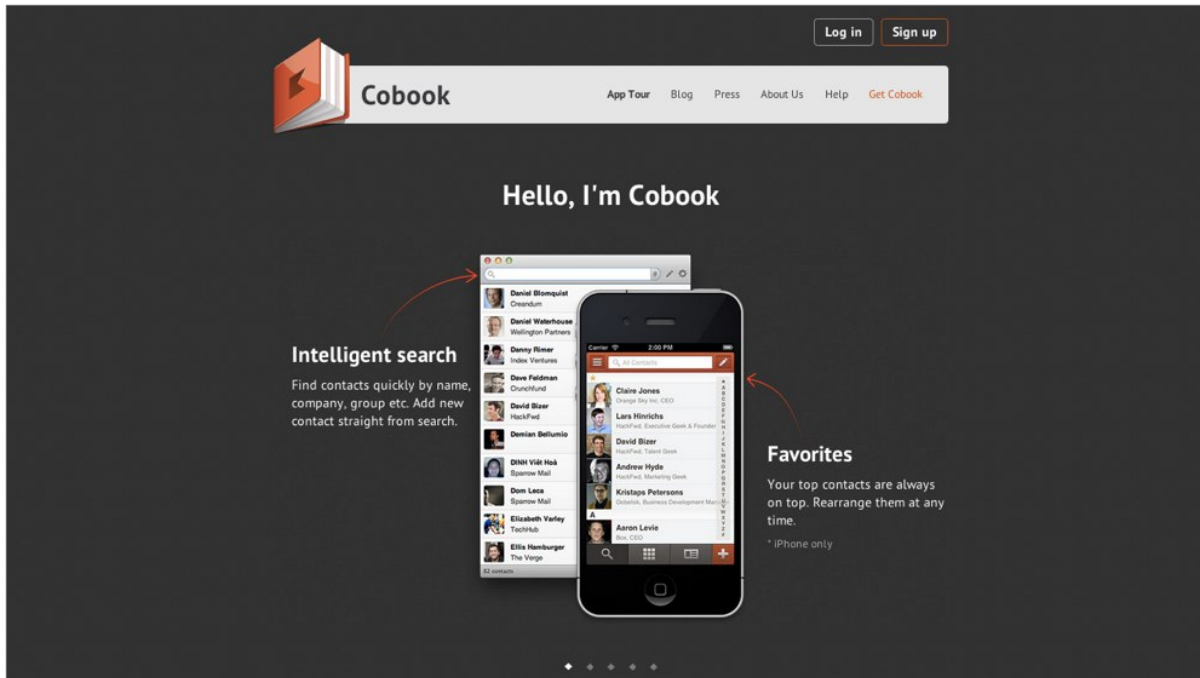 Log in Sign up
Cobook
App Tour Blog Press About Us Help Get Cobook
Hello, I'm Cobook
Intelligent search
Find contacts quickly by name,
company, group etc. Add new
contact straight from search.
Daniel Blomquist
Creandum
Daniel Waterhouse
Wellington Partners
Danny Rimer
Index Ventures
Dave Feldman
Crunchfund
David Bizer
HackFwd
Demian Bellumio
DINH Viêt Hoà
Sparrow Mail
Dom Leca
Sparrow Mail
Elizabeth Varley
TechHub
Ellis Hamburger
The Verge
82 contacts
Carrier 2:00 PM
All Contacts
Claire Jones
Orange Sky Inc, CEO
Lars Hinrichs
HackFwd, Executive Geek & Founder
David Bizer
HackFwd, Talent Geek
Andrew Hyde
HackFwd, Marketing Geek
Kristaps Petersons
Business Development
A
Aaron Levie
Box, CEO
Favorites
Your top contacts are always
on top. Rearrange them at any
time.
* iPhone only